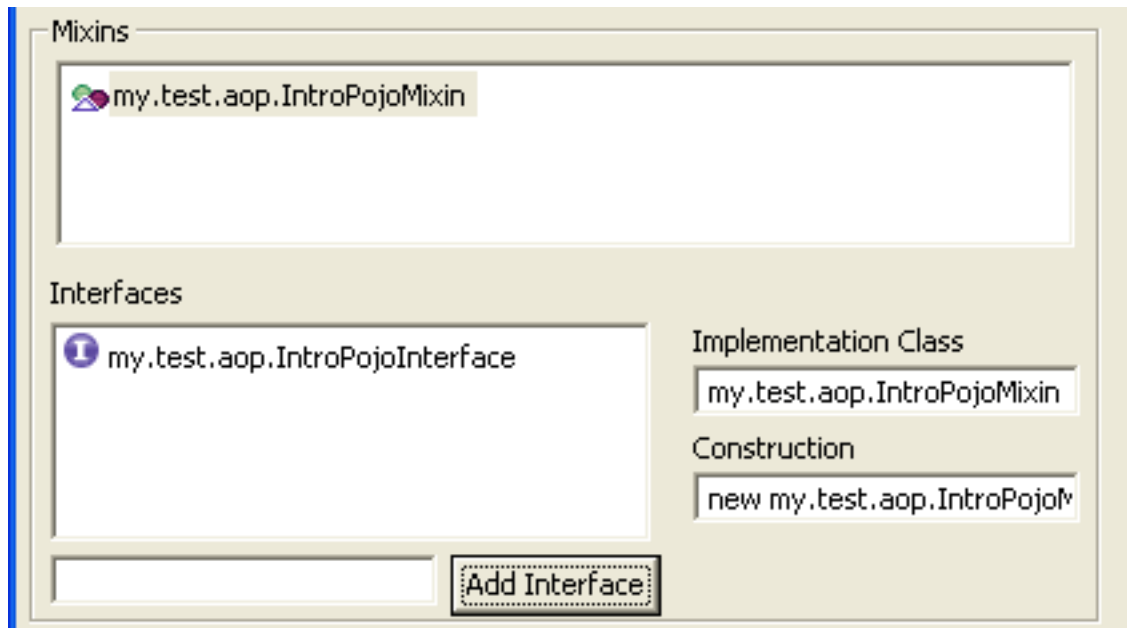 Mixins
my.test.aop.IntroPojoMixin
Interfaces
my.test.aop.IntroPojoInterface
Implementation Class
my.test.aop.IntroPojoMixin
Construction
new my.test.aop.IntroPojoM
Add Interface